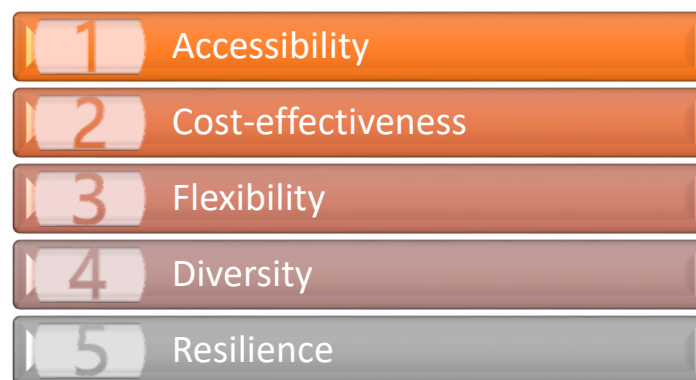 1 Accessibility
2 Cost-effectiveness
3 Flexibility
4 Diversity
5 Resilience